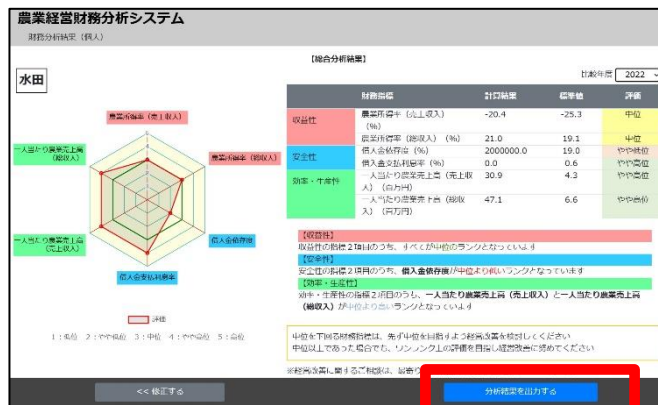 農業経営財務分析システム
財務分析結果（個人）
【総合分析結果】
比較年度 2022
水田
財務指標 計算結果 標準値 評価
収益性 農業所得率（売上収入）（%） -20.4 -25.3 中位
農業所得率（総収入）（%） 21.0 19.1 中位
安全性 借入金依存度（%） 2000000.0 19.0 やや低位
借入金支払利息率（%） 0.0 0.6 やや高位
効率・生産性 一人当たり農業売上高（売上収入）（百万円） 30.9 4.3 やや高位
一人当たり農業売上高（総収入）（百万円） 47.1 6.6 やや高位
農業所得率（売上収入）
農業所得率（総収入）
借入金依存度
借入金支払利息率
一人当たり農業売上高（売上収入）
一人当たり農業売上高（総収入）
評価
1：低位 2：やや低位 3：中位 4：やや高位 5：高位
【収益性】
収益性の指標2項目のうち、すべてが中位のランクとなっています
【安全性】
安全性の指標2項目のうち、借入金依存度が中位より低いランクとなっています
【効率・生産性】
効率・生産性の指標2項目のうち、一人当たり農業売上高（売上収入）と一人当たり農業売上高
（総収入）が中位より高いランクとなっています
中位を下回る財務指標は、先ず中位を目指すよう経営改善を検討してください
中位以上であった場合でも、ワンランク上の評価を目指し経営改善に努めてください
※経営改善に関するご相談は、最寄り
<< 修正する
分析結果を出力する